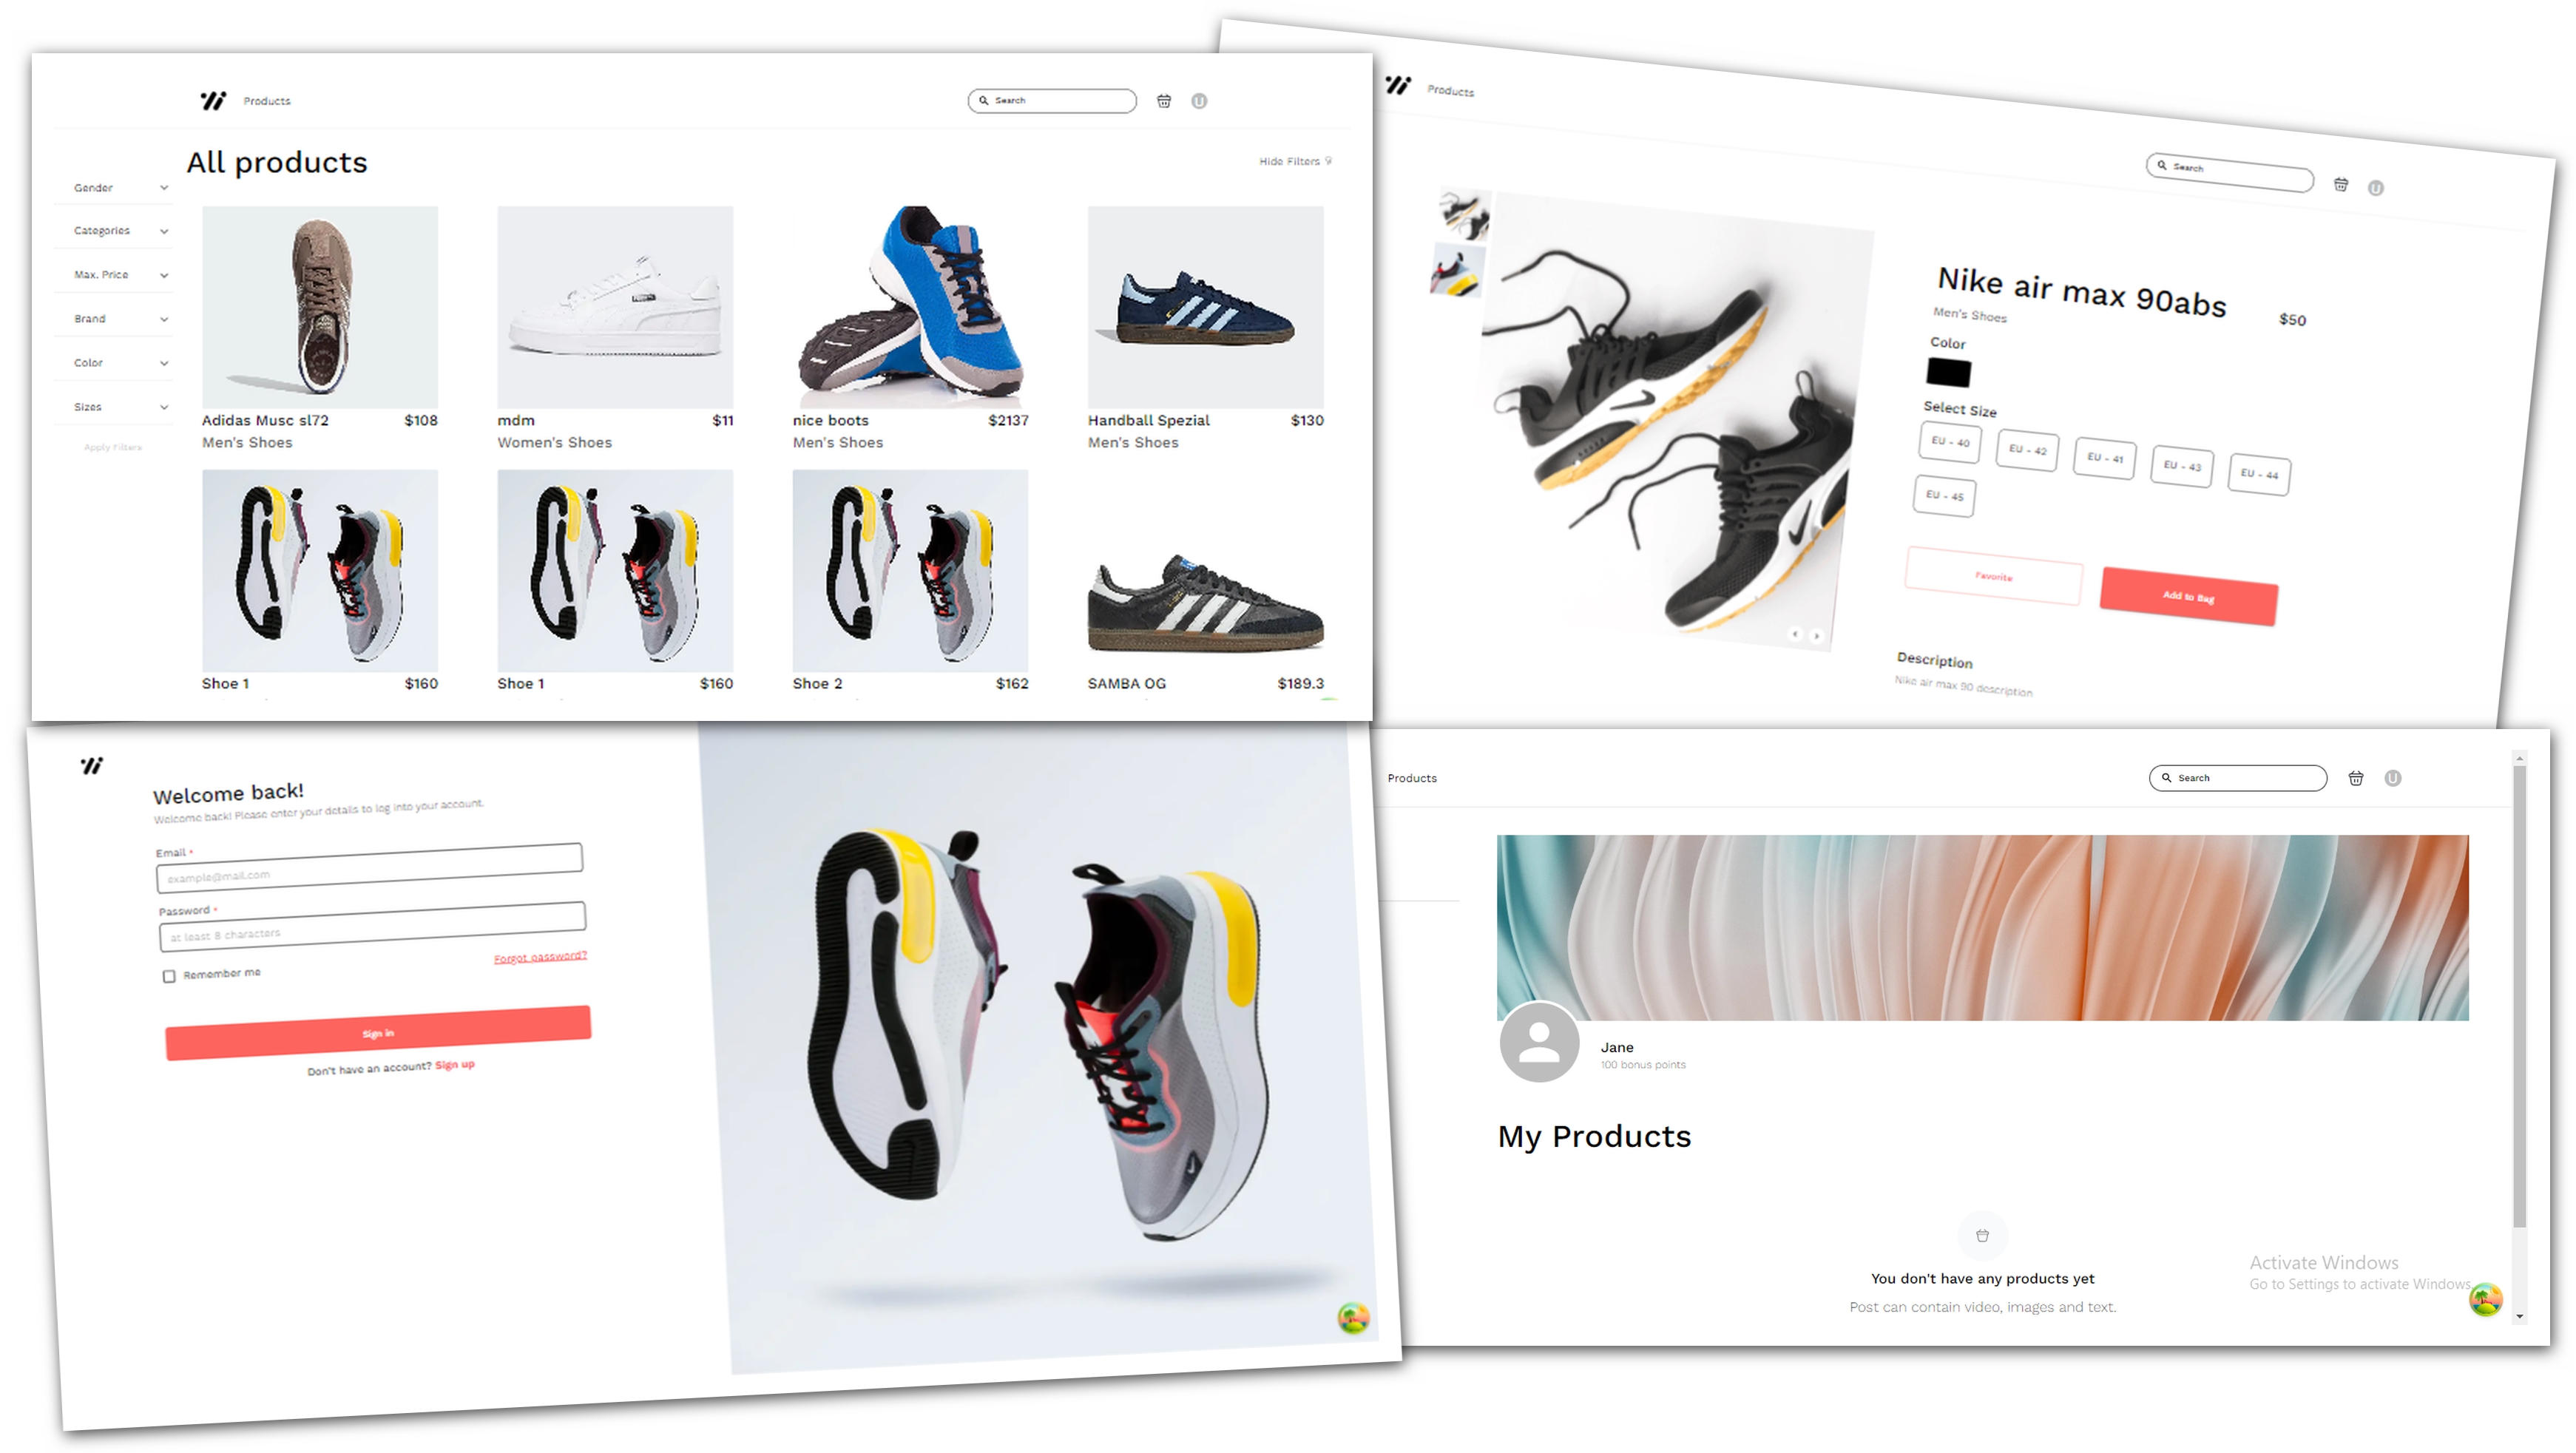 Products
Search
U
All products
Hide Filters
Gender
Categories
Max. Price
Brand
Color
Sizes
Apply Filters
Adidas Musc sl72 $108
Men's Shoes
mdm $11
Women's Shoes
nice boots $2137
Men's Shoes
Handball Spezial $130
Men's Shoes
Shoe 1 $160
Shoe 1 $160
Shoe 2 $162
SAMBA OG $189.3
Products
Search
U
Nike air max 90abs
$50
Men's Shoes
Color
Select Size
EU - 40
EU - 42
EU - 41
EU - 43
EU - 44
EU - 45
Favorite
Add to Bag
Description
Nike air max 90 description
Welcome back!
Welcome back! Please enter your details to log into your account.
Email *
example@mail.com
Password *
at least 8 characters
Remember me
Forgot password?
Sign in
Don't have an account? Sign up
Products
Search
U
Jane
100 bonus points
My Products
You don't have any products yet
Post can contain video, images and text.
Activate Windows
Go to Settings to activate Windows.